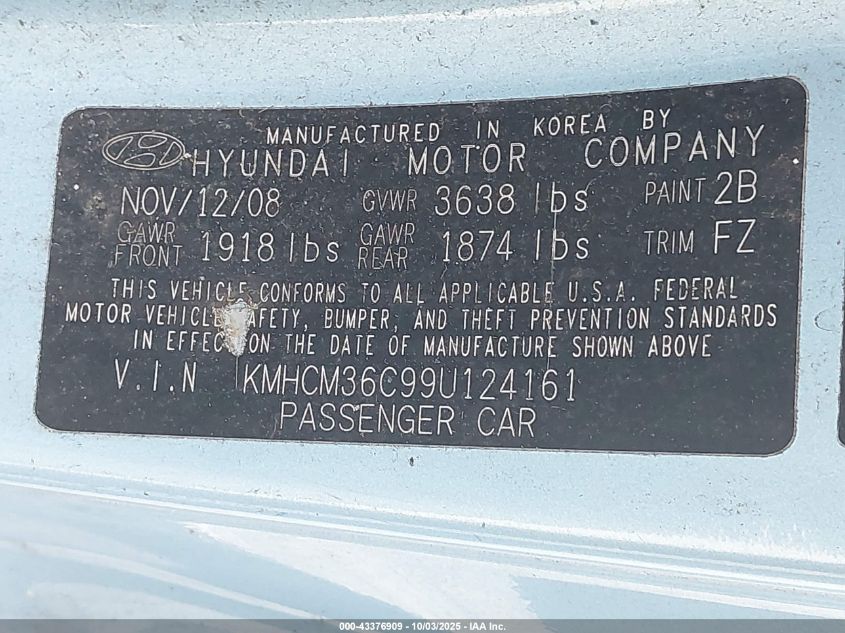 MANUFACTURED IN KOREA BY
HYUNDAI MOTOR COMPANY
NOV/12/08 GVWR 3638 lbs PAINT 2B
GAWR FRONT 1918 lbs GAWR REAR 1874 lbs TRIM FZ
THIS VEHICLE CONFORMS TO ALL APPLICABLE U.S.A. FEDERAL
MOTOR VEHICLE SAFETY, BUMPER, AND THEFT PREVENTION STANDARDS
IN EFFECT ON THE DATE OF MANUFACTURE SHOWN ABOVE
V.I.N KMHCM36C99U124161
PASSENGER CAR
000-43376909 - 10/03/2025 - IAA Inc.